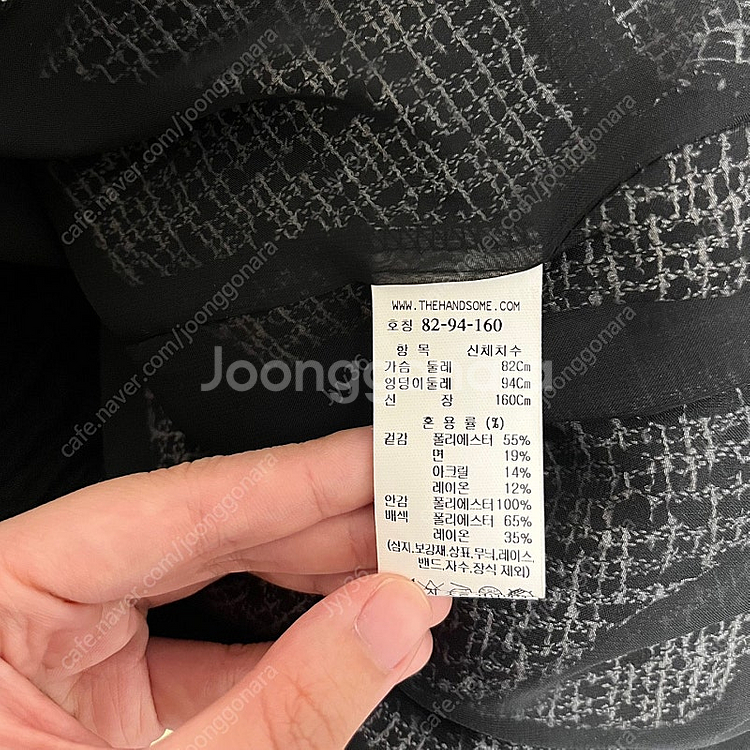 WWW.THEHANDSOME.COM
호칭 82-94-160
항 목 신체치수
가슴 둘레 82Cm
엉덩이둘레 94Cm
신 장 160Cm
혼 용 률 (%)
겉감 폴리에스터 55%
면 19%
아크릴 14%
레이온 12%
안감 폴리에스터 100%
배색 폴리에스터 65%
레이온 35%
(심지.보강재.상표.무늬.레이스.
밴드.자수.장식 제외)
Joonggonara
cafe.naver.com/joonggonara
jyy36